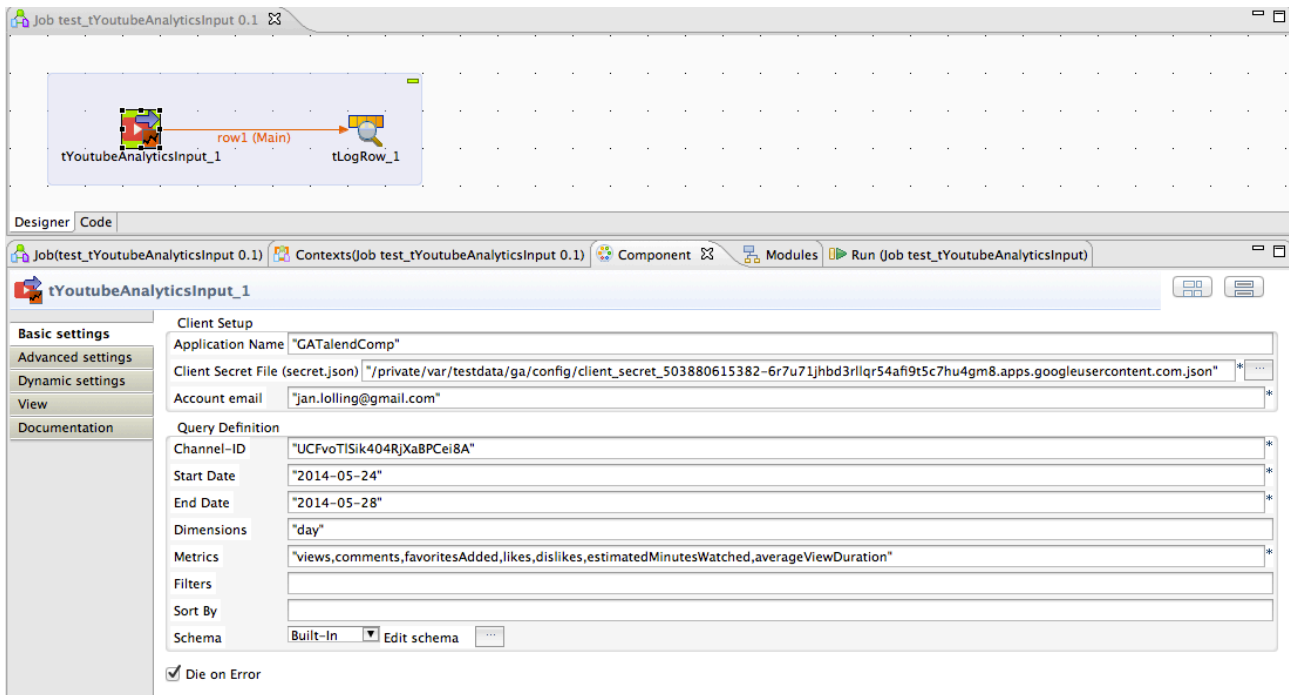 Job test_tYoutubeAnalyticsInput 0.1
row1 (Main)
tYoutubeAnalyticsInput_1 tLogRow_1
Designer Code
Job(test_tYoutubeAnalyticsInput 0.1) Contexts(Job test_tYoutubeAnalyticsInput 0.1) Component Modules Run (Job test_tYoutubeAnalyticsInput)
tYoutubeAnalyticsInput_1
Basic settings
Advanced settings
Dynamic settings
View
Documentation
Client Setup
Application Name "GATalendComp"
Client Secret File (secret.json) "/private/var/testdata/ga/config/client_secret_503880615382-6r7u71jhbd3rllqr54afi9t5c7hu4gm8.apps.googleusercontent.com.json" * ...
Account email "jan.lolling@gmail.com" *
Query Definition
Channel-ID "UCFvoTlSik404RjXaBPCei8A" *
Start Date "2014-05-24" *
End Date "2014-05-28" *
Dimensions "day"
Metrics "views,comments,favoritesAdded,likes,dislikes,estimatedMinutesWatched,averageViewDuration" *
Filters
Sort By
Schema Built-In Edit schema ...
Die on Error